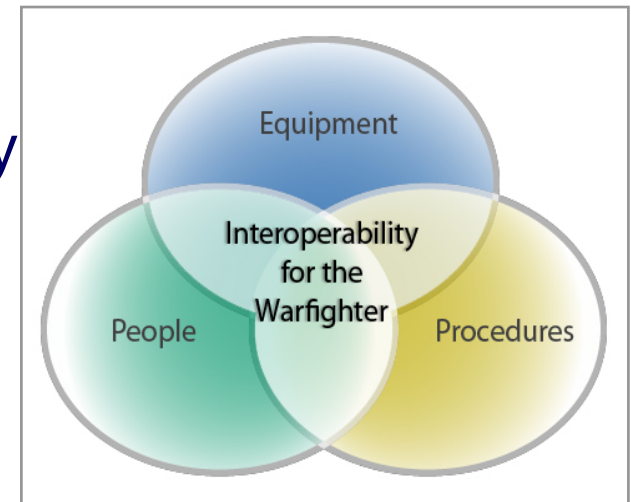 Equipment
y
Interoperability
for the
Warfighter
People
Procedures